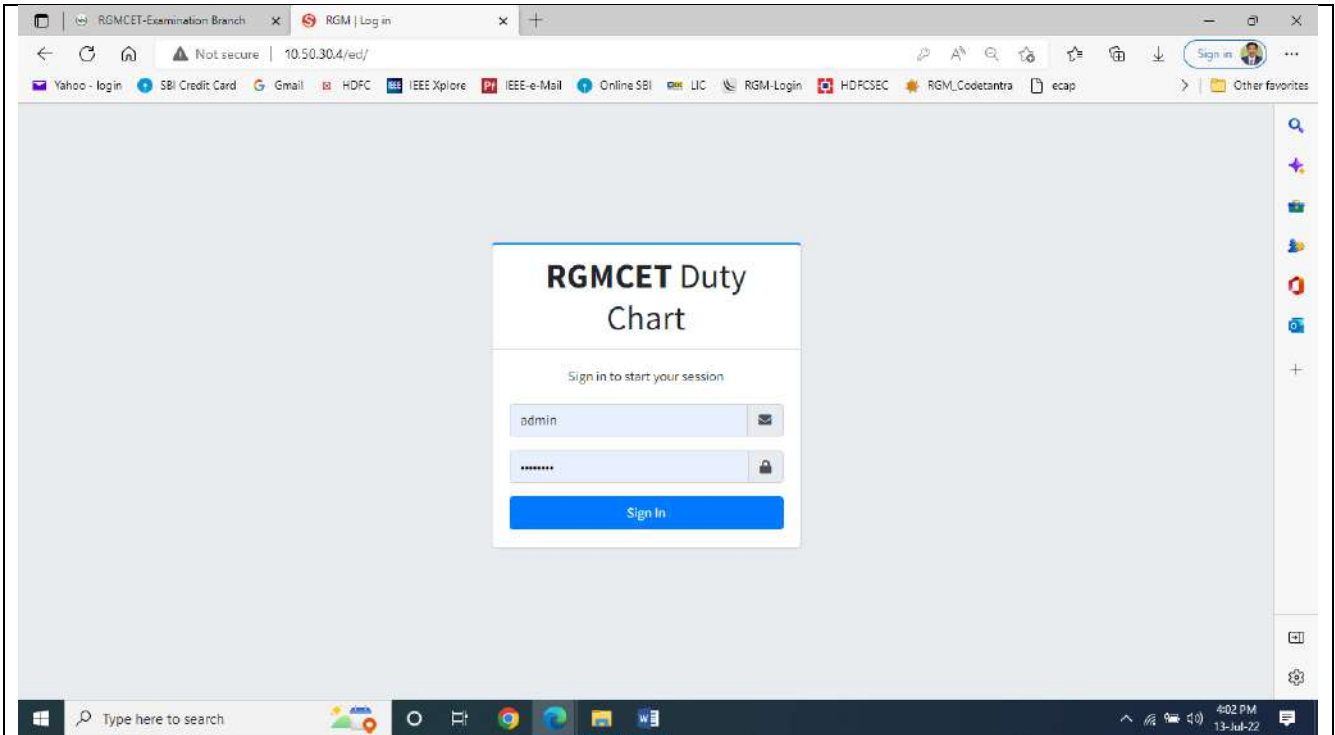 RGMCET-Examination Branch
RGM | Log in
Not secure | 10.50.30.4/ed/
Sign in
Yahoo - login SBI Credit Card Gmail HDFC IEEE Xplore IEEE-e-Mail Online SBI LIC RGM-Login HDFCSEC RGM_Codetantra ecap Other favorites
RGMCET Duty
Chart
Sign in to start your session
admin
••••••••
Sign In
Type here to search
4:02 PM
13-Jul-22